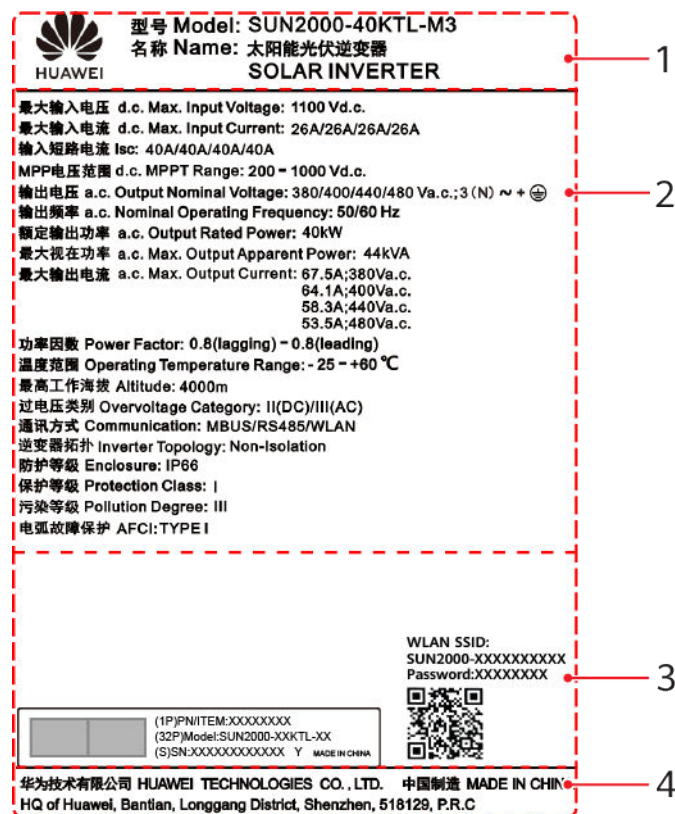 型号 Model: SUN2000-40KTL-M3
名称 Name: 太阳能光伏逆变器
SOLAR INVERTER
HUAWEI
1
最大输入电压 d.c. Max. Input Voltage: 1100 Vd.c.
最大输入电流 d.c. Max. Input Current: 26A/26A/26A/26A
输入短路电流 Isc: 40A/40A/40A/40A
MPP电压范围 d.c. MPPT Range: 200 - 1000 Vd.c.
输出电压 a.c. Output Nominal Voltage: 380/400/440/480 Va.c.;3 (N) ~ + ⏚
2
输出频率 a.c. Nominal Operating Frequency: 50/60 Hz
额定输出功率 a.c. Output Rated Power: 40kW
最大视在功率 a.c. Max. Output Apparent Power: 44kVA
最大输出电流 a.c. Max. Output Current: 67.5A;380Va.c.
64.1A;400Va.c.
58.3A;440Va.c.
53.5A;480Va.c.
功率因数 Power Factor: 0.8(lagging) - 0.8(leading)
温度范围 Operating Temperature Range: - 25 - +60 ℃
最高工作海拔 Altitude: 4000m
过电压类别 Overvoltage Category: II(DC)/III(AC)
通讯方式 Communication: MBUS/RS485/WLAN
逆变器拓扑 Inverter Topology: Non-Isolation
防护等级 Enclosure: IP66
保护等级 Protection Class: I
污染等级 Pollution Degree: III
电弧故障保护 AFCI:TYPE I
WLAN SSID:
SUN2000-XXXXXXXXXX
Password:XXXXXXXX
3
(1P)PN/ITEM:XXXXXXXX
(32P)Model:SUN2000-XXKTL-XX
(S)SN:XXXXXXXXXXXX Y MADE IN CHINA
华为技术有限公司 HUAWEI TECHNOLOGIES CO., LTD. 中国制造 MADE IN CHIN
4
HQ of Huawei, Bantian, Longgang District, Shenzhen, 518129, P.R.C